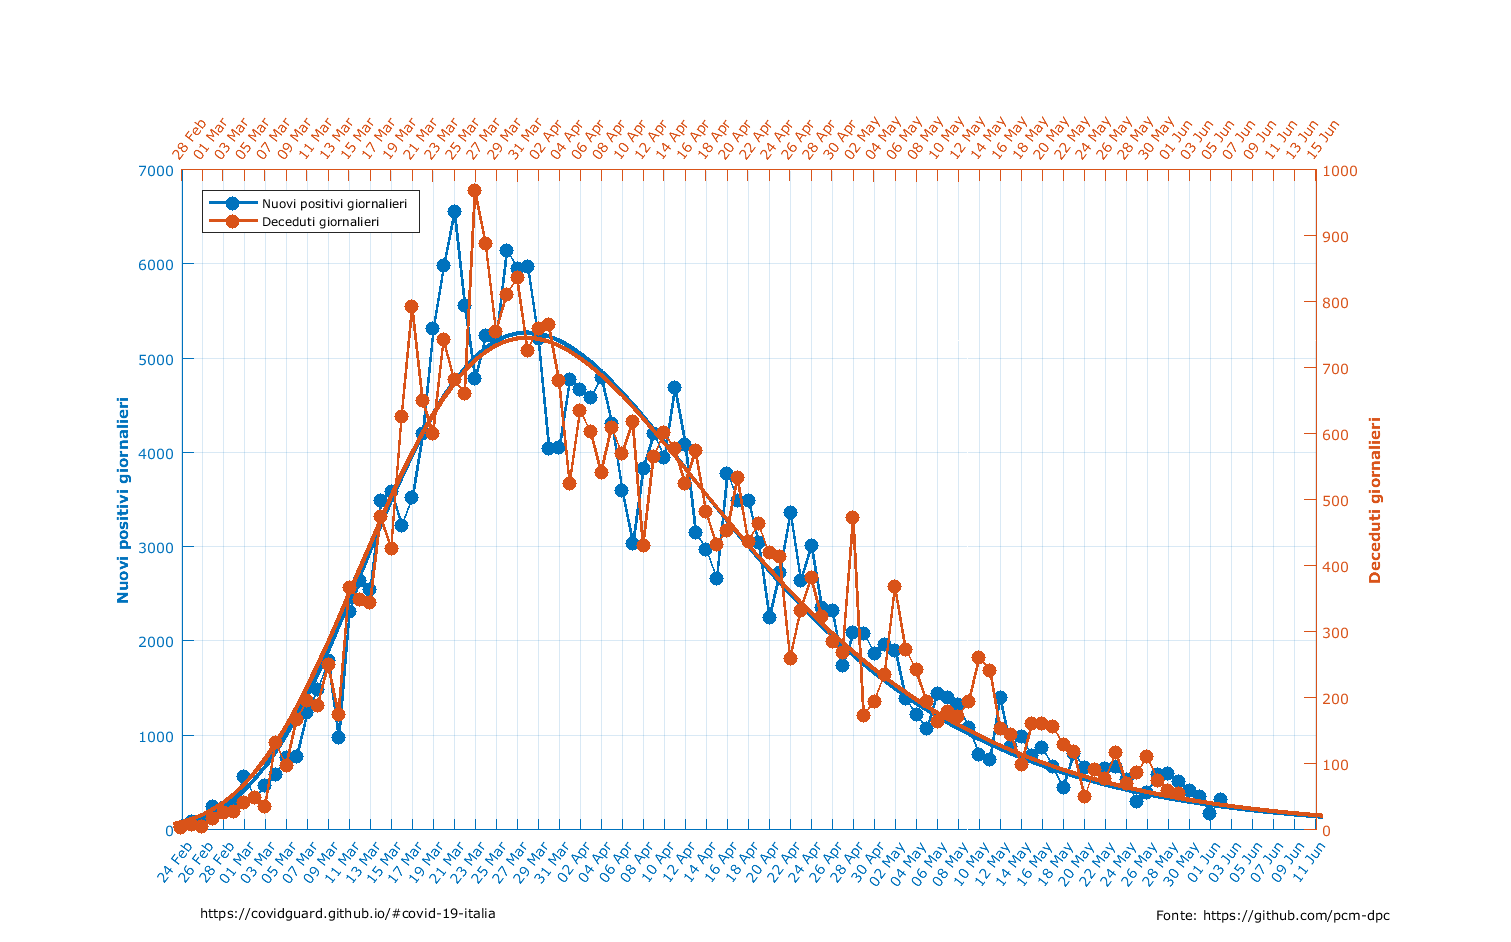 28 Feb
01 Mar
03 Mar
05 Mar
07 Mar
09 Mar
11 Mar
13 Mar
15 Mar
17 Mar
19 Mar
21 Mar
23 Mar
25 Mar
27 Mar
29 Mar
31 Mar
02 Apr
04 Apr
06 Apr
08 Apr
10 Apr
12 Apr
14 Apr
16 Apr
18 Apr
20 Apr
22 Apr
24 Apr
26 Apr
28 Apr
30 Apr
02 May
04 May
06 May
08 May
10 May
12 May
14 May
16 May
18 May
20 May
22 May
24 May
26 May
28 May
30 May
01 Jun
03 Jun
05 Jun
07 Jun
09 Jun
11 Jun
13 Jun
15 Jun
Nuovi positivi giornalieri
Deceduti giornalieri
7000
6000
5000
4000
3000
2000
1000
0
Nuovi positivi giornalieri
1000
900
800
700
600
500
400
300
200
100
0
Deceduti giornalieri
24 Feb
26 Feb
28 Feb
01 Mar
03 Mar
05 Mar
07 Mar
09 Mar
11 Mar
13 Mar
15 Mar
17 Mar
19 Mar
21 Mar
23 Mar
25 Mar
27 Mar
29 Mar
31 Mar
02 Apr
04 Apr
06 Apr
08 Apr
10 Apr
12 Apr
14 Apr
16 Apr
18 Apr
20 Apr
22 Apr
24 Apr
26 Apr
28 Apr
30 Apr
02 May
04 May
06 May
08 May
10 May
12 May
14 May
16 May
18 May
20 May
22 May
24 May
26 May
28 May
30 May
01 Jun
03 Jun
05 Jun
07 Jun
09 Jun
11 Jun
https://covidguard.github.io/#covid-19-italia
Fonte: https://github.com/pcm-dpc